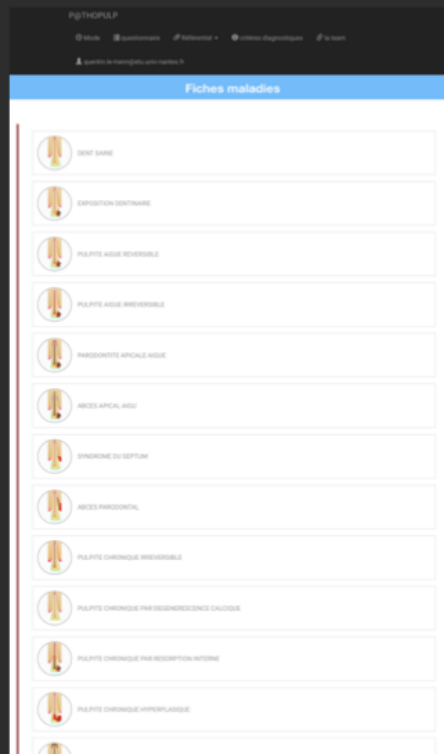 P@THOPULP
Mode questionnaire Référentiel critères diagnostiques la team
Fiches maladies
DENT SAINE
EXPOSITION DENTINAIRE
PULPITE AIGUE REVERSIBLE
PULPITE AIGUE IRREVERSIBLE
PARODONTITE APICALE AIGUE
ABCES APICAL AIGU
SYNDROME DU SEPTUM
ABCES PARODONTAL
PULPITE CHRONIQUE IRREVERSIBLE
PULPITE CHRONIQUE PAR DEGENERESCENCE CALCIQUE
PULPITE CHRONIQUE PAR RESORPTION INTERNE
PULPITE CHRONIQUE HYPERPLASIQUE